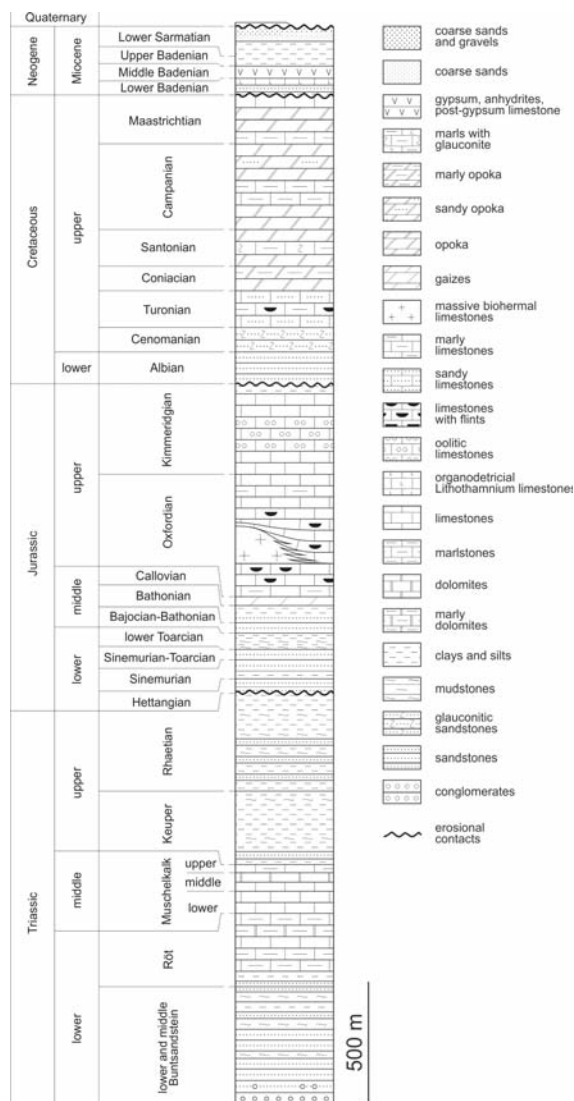 Quaternary
Neogene
Miocene
Lower Sarmatian
Upper Badenian
Middle Badenian
Lower Badenian
Cretaceous
upper
Maastrichtian
Campanian
Santonian
Coniacian
Turonian
Cenomanian
lower
Albian
Jurassic
upper
Kimmeridgian
Oxfordian
middle
Callovian
Bathonian
Bajocian-Bathonian
lower
lower Toarcian
Sinemurian-Toarcian
Sinemurian
Hettangian
Triassic
upper
Rhaetian
Keuper
middle
Muschelkalk
upper
middle
lower
lower
Röt
lower and middle
Buntsandstein
500 m
coarse sands
and gravels
coarse sands
gypsum, anhydrites,
post-gypsum limestone
marls with
glauconite
marly opoka
sandy opoka
opoka
gaizes
massive biohermal
limestones
marly
limestones
sandy
limestones
limestones
with flints
oolitic
limestones
organodetricial
Lithothamnium limestones
limestones
marlstones
dolomites
marly
dolomites
clays and silts
mudstones
glauconitic
sandstones
sandstones
conglomerates
erosional
contacts